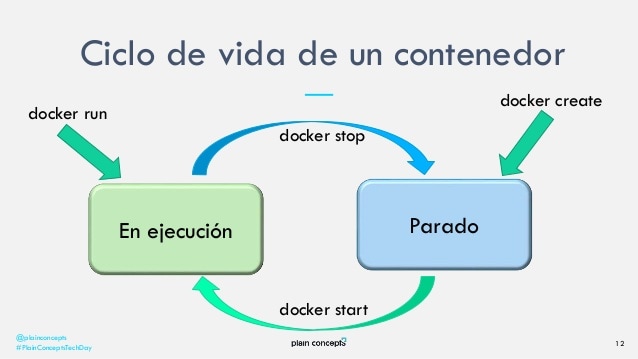 Ciclo de vida de un contenedor
docker run
docker create
docker stop
En ejecución
Parado
docker start
@plainconcepts
#PlainConceptsTechDay
plain concepts
12